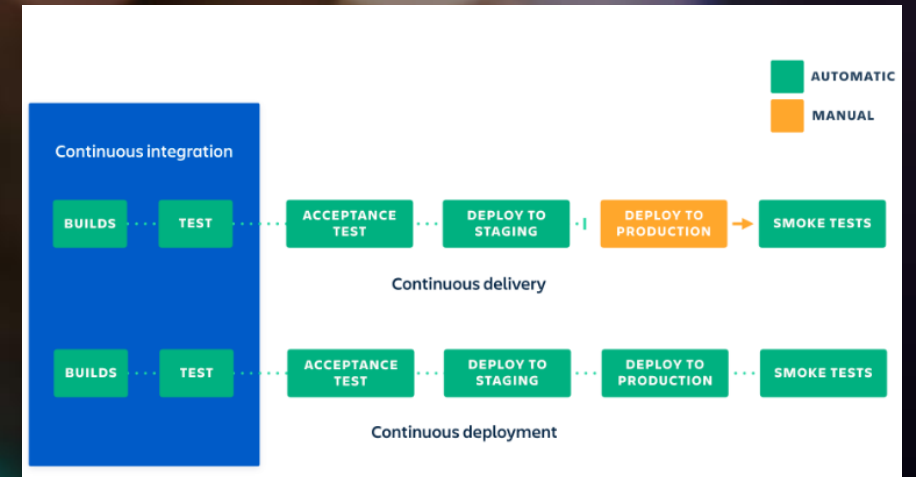 AUTOMATIC
MANUAL
Continuous integration
BUILDS
TEST
ACCEPTANCE
TEST
DEPLOY TO
STAGING
DEPLOY TO
PRODUCTION
SMOKE TESTS
Continuous delivery
BUILDS
TEST
ACCEPTANCE
TEST
DEPLOY TO
STAGING
DEPLOY TO
PRODUCTION
SMOKE TESTS
Continuous deployment